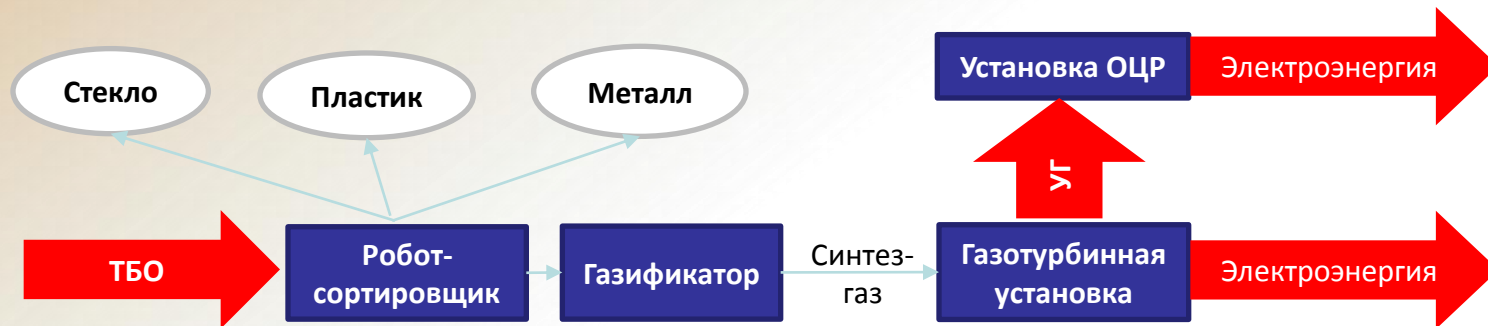 Стекло
Пластик
Металл
Установка ОЦР
Электроэнергия
УГ
ТБО
Робот-
сортировщик
Газификатор
Синтез-
газ
Газотурбинная
установка
Электроэнергия